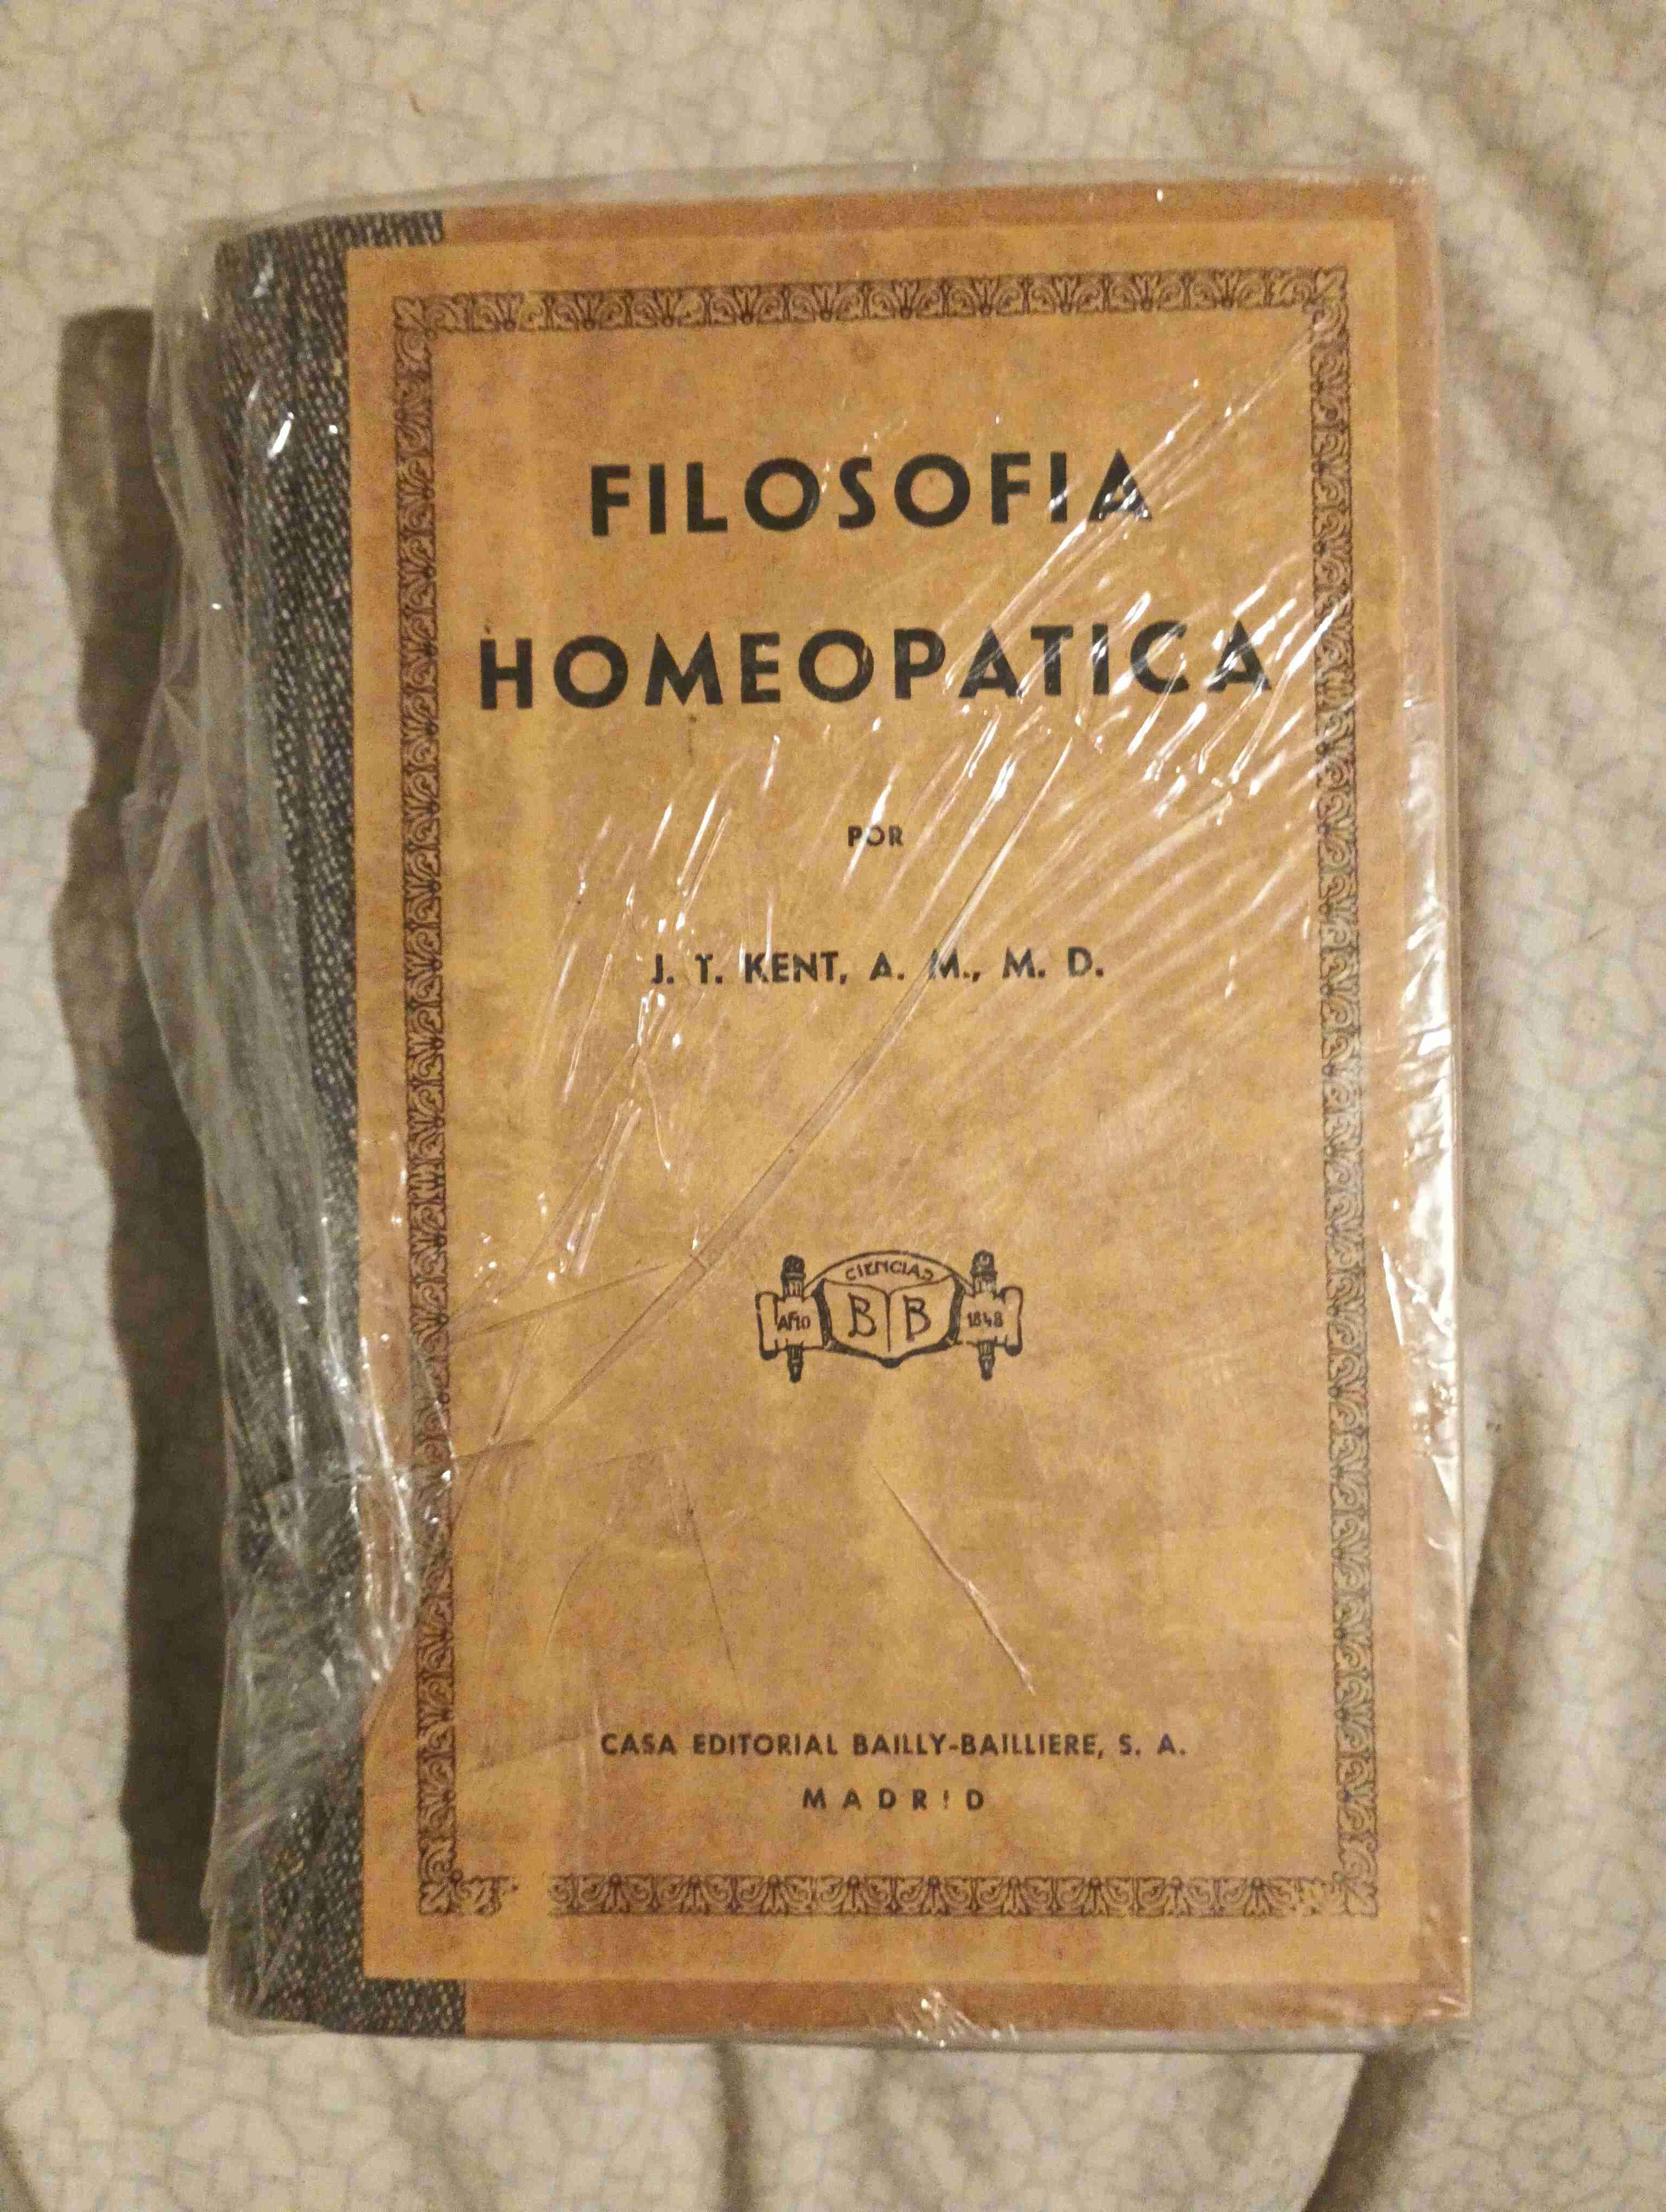 FILOSOFIA
HOMEOPATICA
POR
J. T. KENT, A. M., M. D.
CIENCIAS
AÑO
B B
1848
CASA EDITORIAL BAILLY-BAILLIERE, S. A.
MADRID